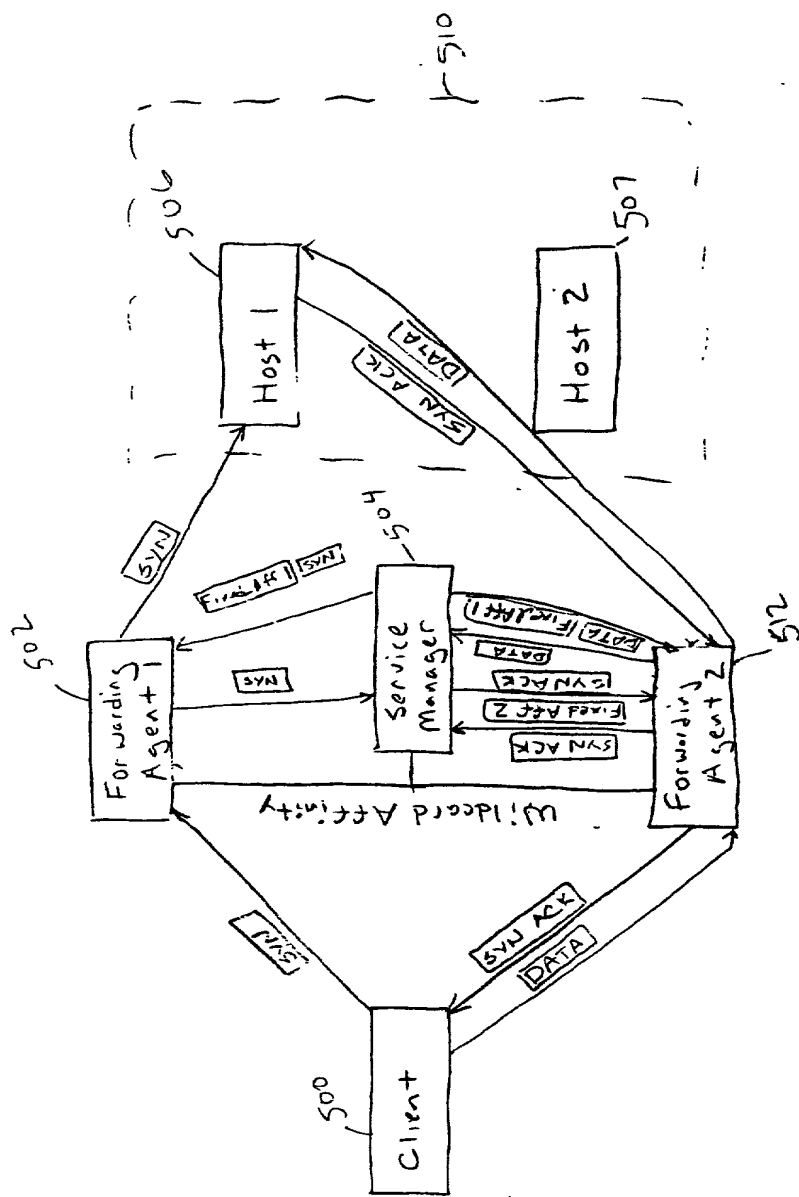 510
506
Host 1
507
Host 2
DATA
SYN ACK
SYN
504
Fixed Aff 1
SYN
502
Forwarding
Agent 1
SYN
Service
Manager
DATA
Fixed Aff 1
DATA
SYN ACK
Fixed Aff 2
SYN ACK
512
Forwarding
Agent 2
Wildcard Affinity
SYN
SYN ACK
DATA
500
Client